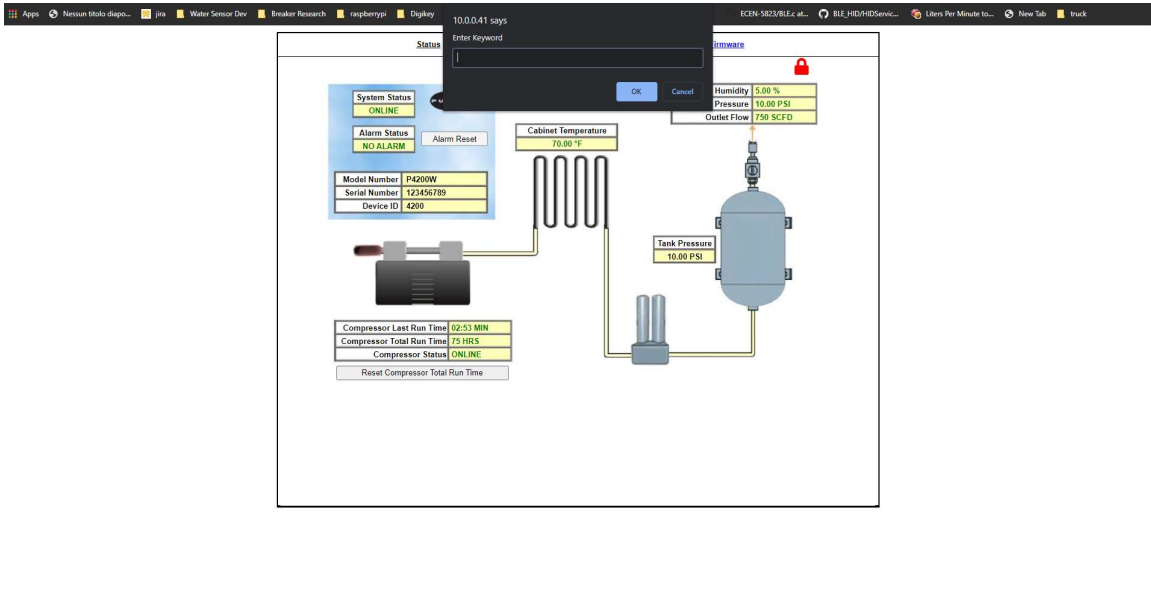 Apps Nessun titolo diapo... jira Water Sensor Dev Breaker Research raspberrypi Digikey ECEN-5823/BLE.c at... BLE_HID/HIDServic... Liters Per Minute to... New Tab truck
10.0.0.41 says
Enter Keyword
OK Cancel
Status
System Status
ONLINE
Alarm Status
NO ALARM
Alarm Reset
Model Number P4200W
Serial Number 123456789
Device ID 4200
Cabinet Temperature
70.00 °F
Humidity 5.00 %
Pressure 10.00 PSI
Outlet Flow 750 SCFD
Tank Pressure
10.00 PSI
Compressor Last Run Time 02:53 MIN
Compressor Total Run Time 75 HRS
Compressor Status ONLINE
Reset Compressor Total Run Time